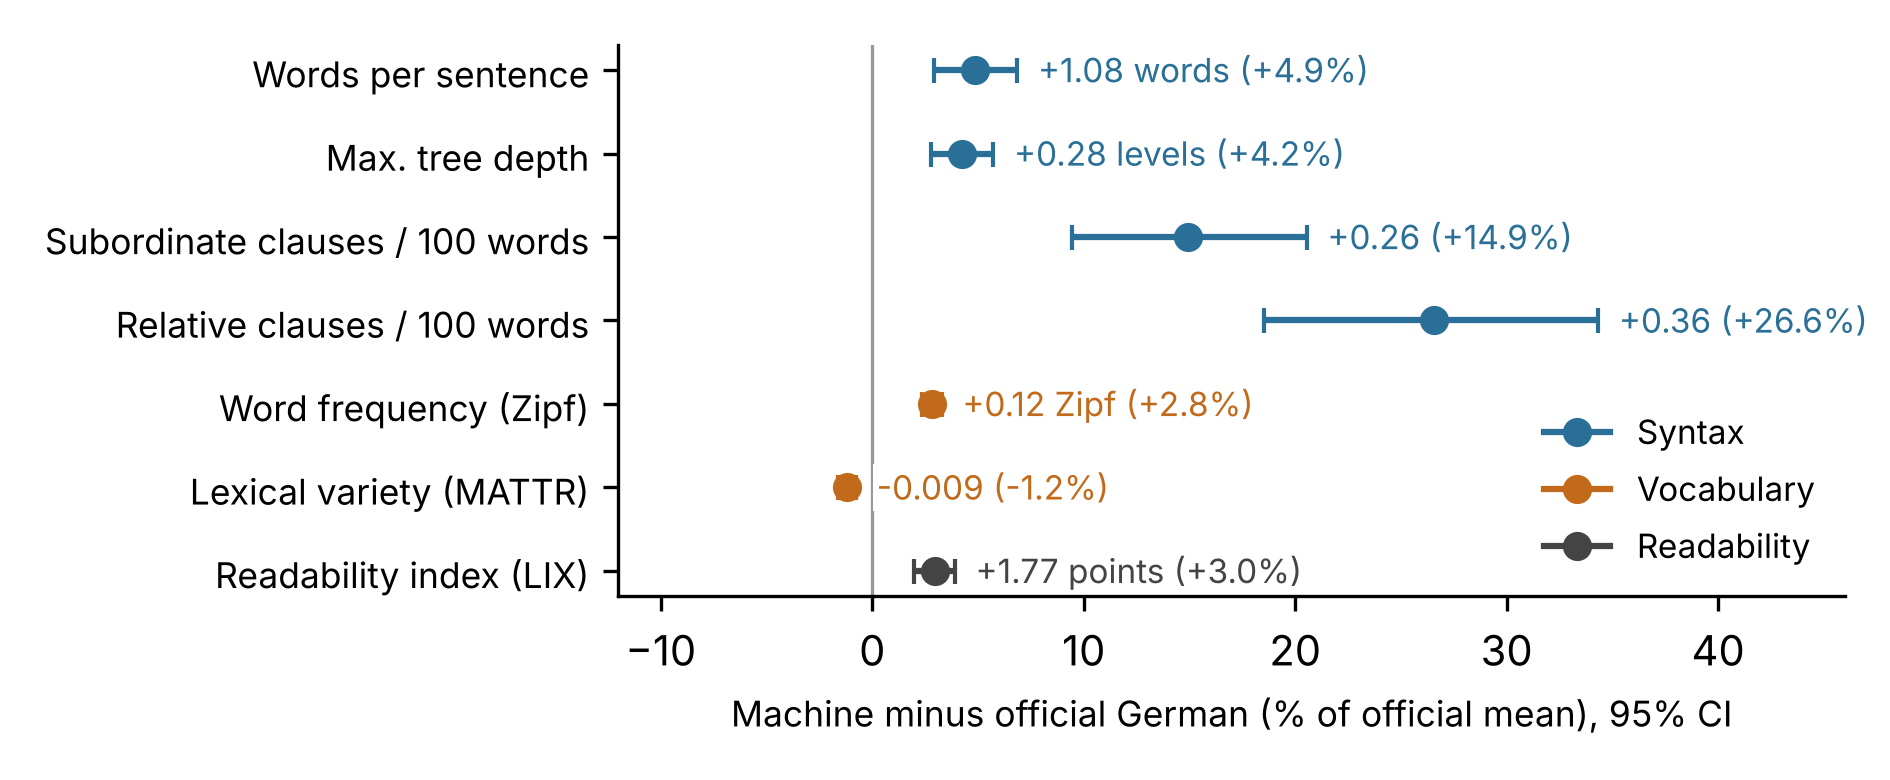 Words per sentence
+1.08 words (+4.9%)
Max. tree depth
+0.28 levels (+4.2%)
Subordinate clauses / 100 words
+0.26 (+14.9%)
Relative clauses / 100 words
+0.36 (+26.6%)
Word frequency (Zipf)
+0.12 Zipf (+2.8%)
Lexical variety (MATTR)
-0.009 (-1.2%)
Readability index (LIX)
+1.77 points (+3.0%)
Syntax
Vocabulary
Readability
−10 0 10 20 30 40
Machine minus official German (% of official mean), 95% CI